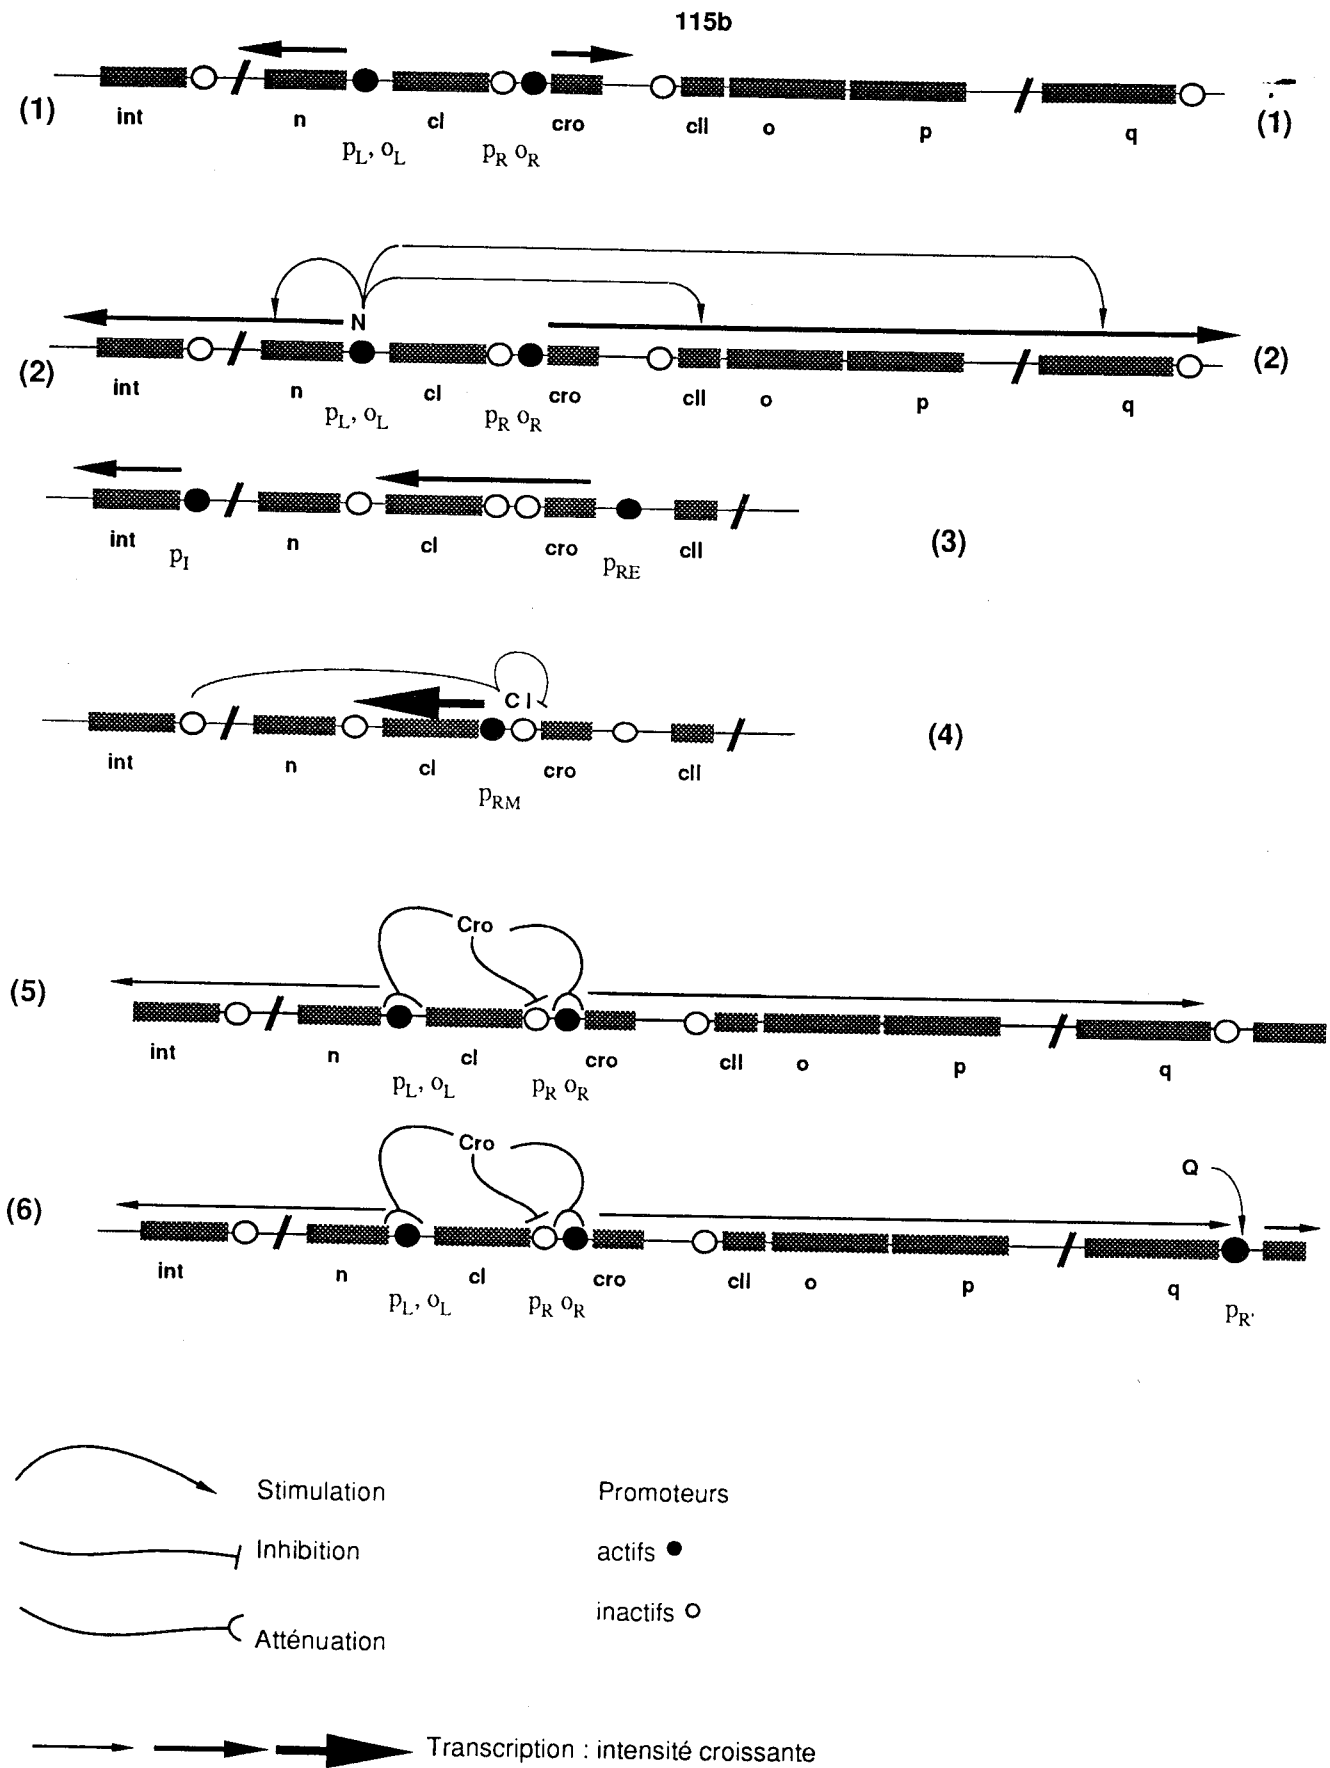 115b
(1) (1)
int n cI cro cII o p q
pL, oL pR oR
N
(2) (2)
int n cI cro cII o p q
pL, oL pR oR
int n cI cro cII (3)
pI pRE
CI
int n cI cro cII (4)
pRM
Cro
(5)
int n cI cro cII o p q
pL, oL pR oR
Cro Q
(6)
int n cI cro cII o p q
pL, oL pR oR pR'
Stimulation Promoteurs
Inhibition actifs
inactifs
Atténuation
Transcription : intensité croissante